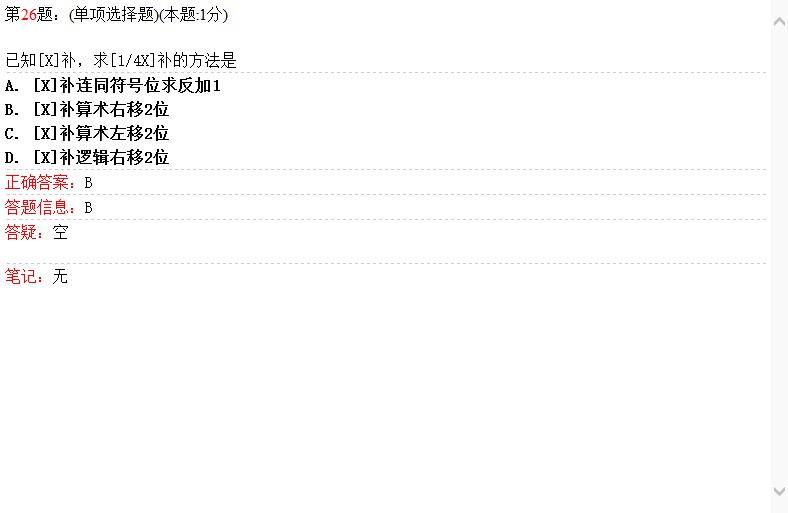 第26题：(单项选择题)(本题:1分)
已知[X]补，求[1/4X]补的方法是
A. [X]补连同符号位求反加1
B. [X]补算术右移2位
C. [X]补算术左移2位
D. [X]补逻辑右移2位
正确答案：B
答题信息：B
答疑：空
笔记：无